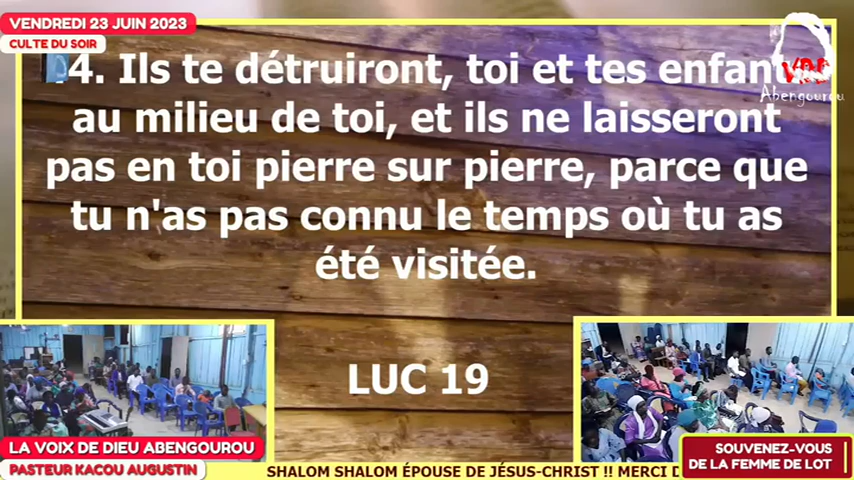 VENDREDI 23 JUIN 2023
CULTE DU SOIR
Abengourou
4. Ils te détruiront, toi et tes enfants
au milieu de toi, et ils ne laisseront
pas en toi pierre sur pierre, parce que
tu n'as pas connu le temps où tu as
été visitée.
LUC 19
LA VOIX DE DIEU ABENGOUROU
PASTEUR KACOU AUGUSTIN
SOUVENEZ-VOUS
DE LA FEMME DE LOT
SHALOM SHALOM ÉPOUSE DE JÉSUS-CHRIST !! MERCI